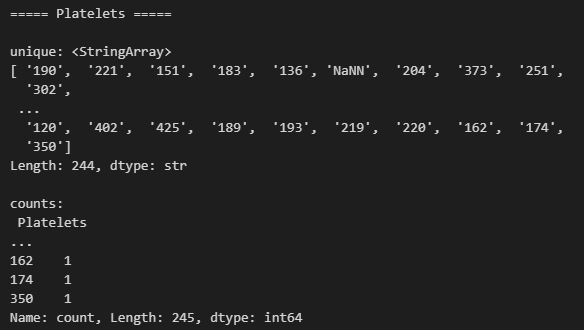 ===== Platelets =====
unique: <StringArray>
[ '190', '221', '151', '183', '136', 'NaNN', '204', '373', '251',
'302',
...
'120', '402', '425', '189', '193', '219', '220', '162', '174',
'350']
Length: 244, dtype: str
counts:
Platelets
...
162 1
174 1
350 1
Name: count, Length: 245, dtype: int64